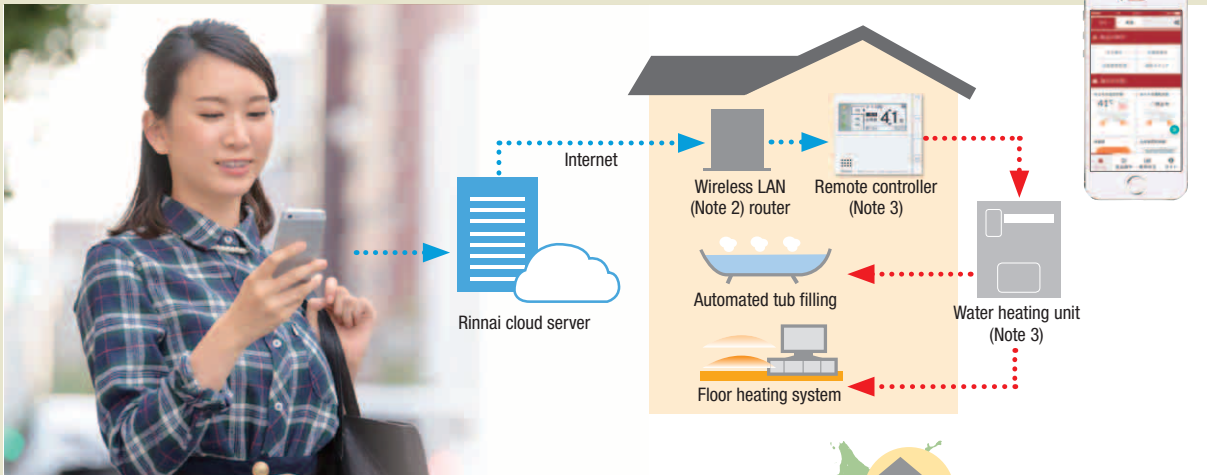 Internet
Wireless LAN
(Note 2) router
Remote controller
(Note 3)
41
41℃
Automated tub filling
Water heating unit
(Note 3)
Rinnai cloud server
Floor heating system